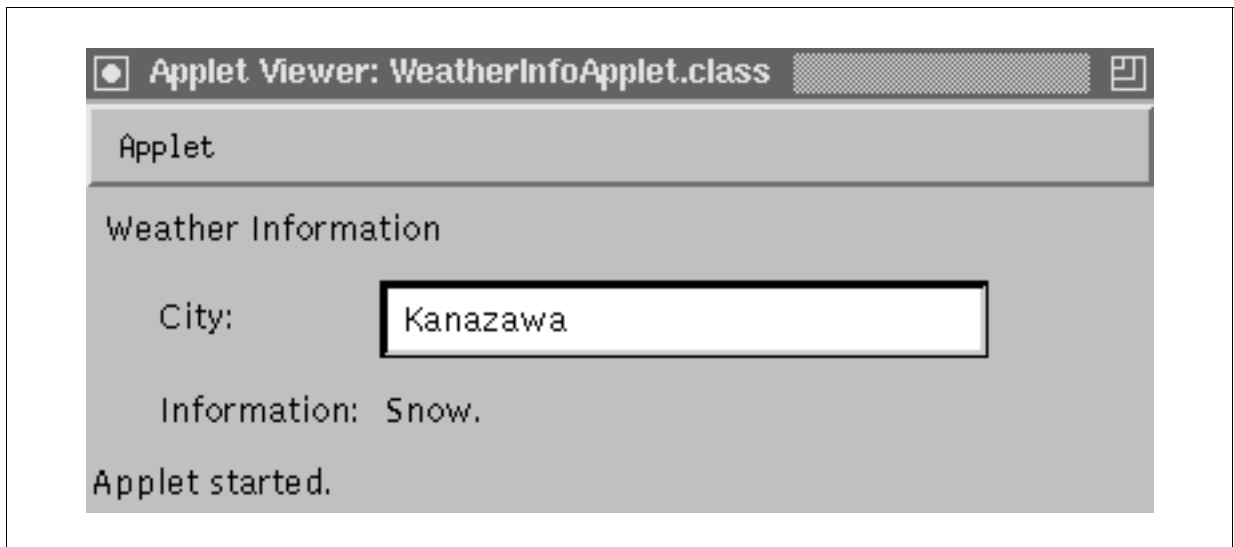 Applet Viewer: WeatherInfoApplet.class
Applet
Weather Information
City: Kanazawa
Information: Snow.
Applet started.